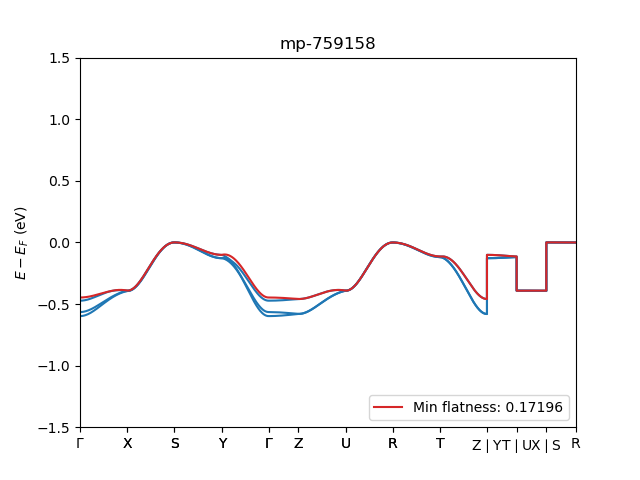 mp-759158
E − E_F (eV)
1.5
1.0
0.5
0.0
−0.5
−1.0
−1.5
Min flatness: 0.17196
Γ X S Y Γ Z U R T Z | YT | UX | S R